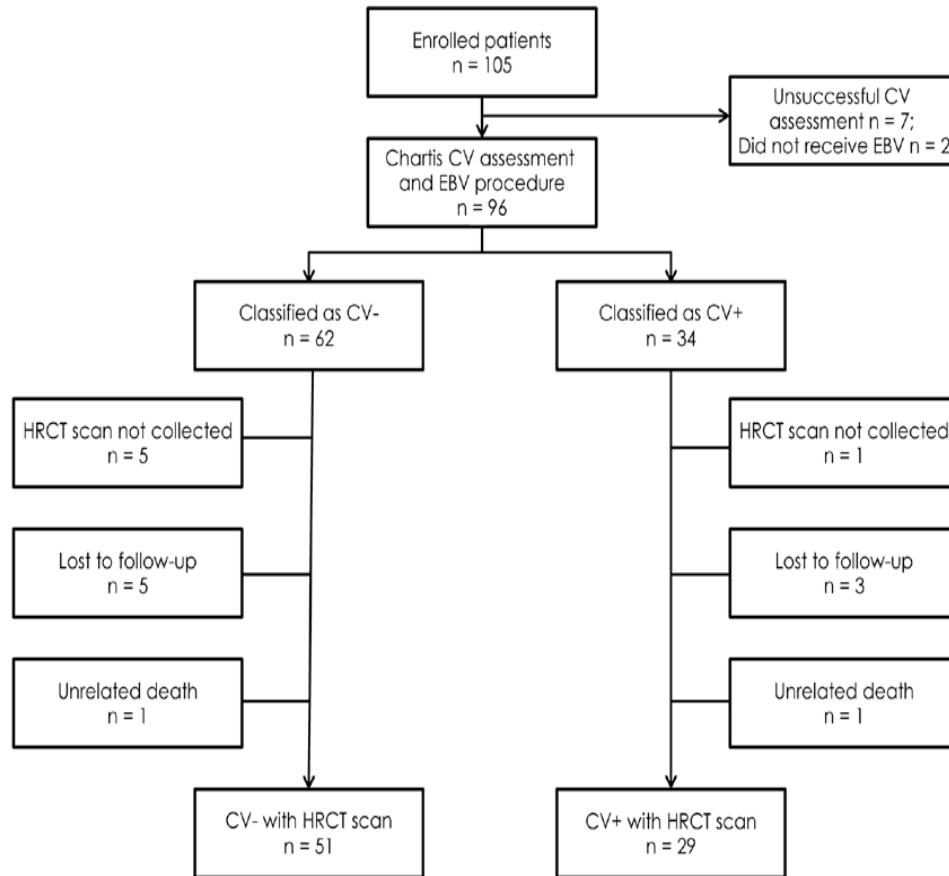 Enrolled patients
n = 105
Unsuccessful CV
assessment n = 7;
Did not receive EBV n = 2
Chartis CV assessment
and EBV procedure
n = 96
Classified as CV-
n = 62
Classified as CV+
n = 34
HRCT scan not collected
n = 5
HRCT scan not collected
n = 1
Lost to follow-up
n = 5
Lost to follow-up
n = 3
Unrelated death
n = 1
Unrelated death
n = 1
CV- with HRCT scan
n = 51
CV+ with HRCT scan
n = 29